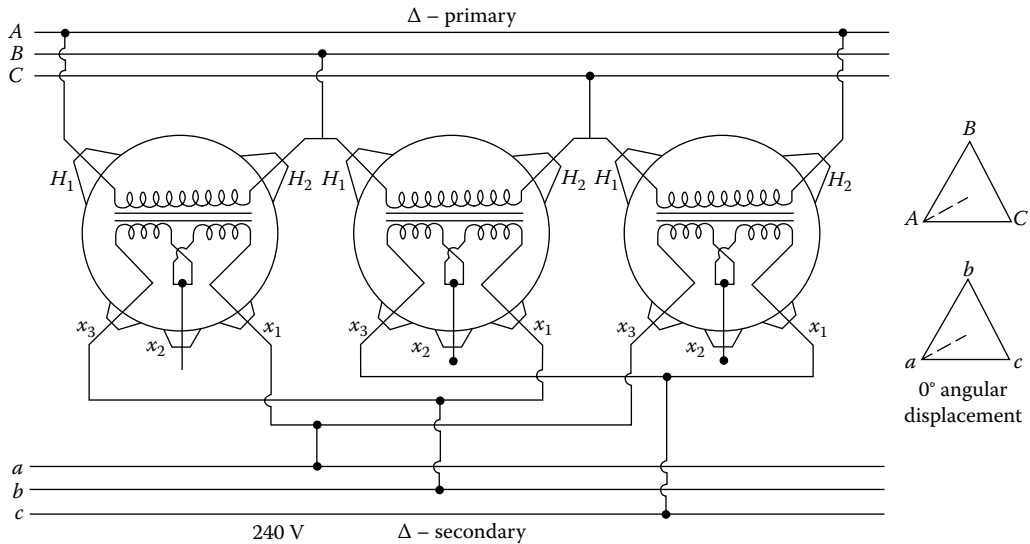 Δ – primary
A
B
C
H1 H2 H1 H2 H1 H2
x3 x2 x1 x3 x2 x1 x3 x2 x1
a
b
c
240 V Δ – secondary
B
A C
b
a c
0° angular
displacement